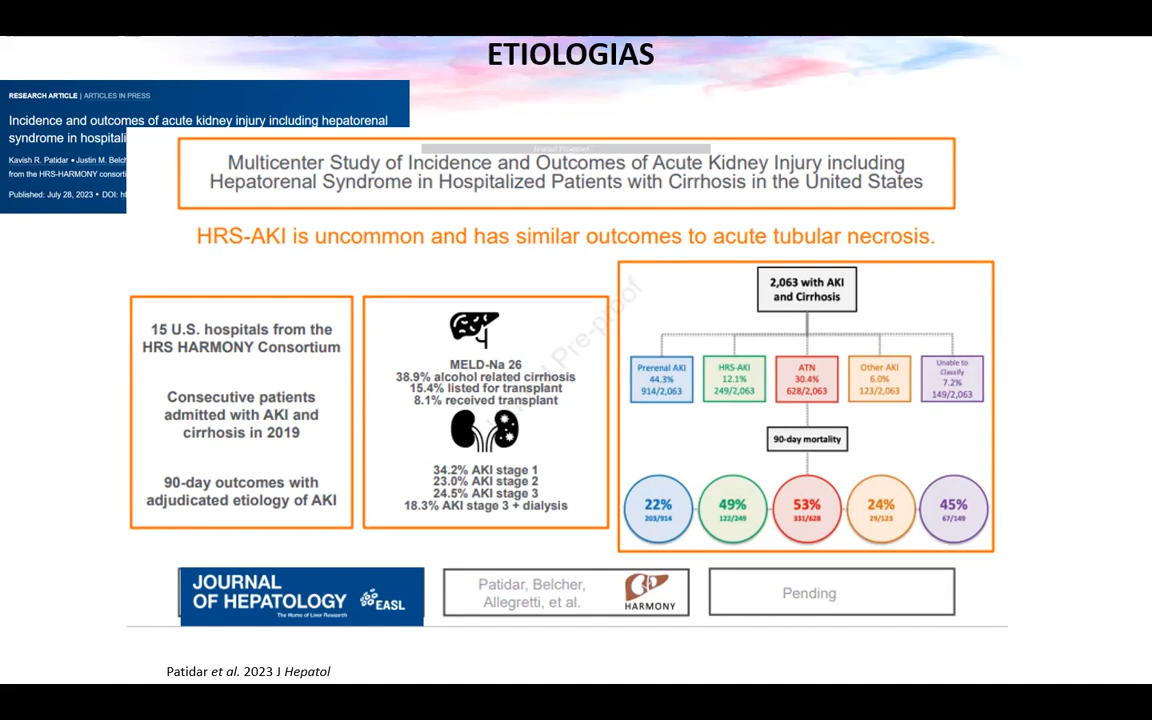 ETIOLOGIAS
RESEARCH ARTICLE | ARTICLES IN PRESS
Incidence and outcomes of acute kidney injury including hepatorenal
syndrome in hospitali
Kavish R. Patidar • Justin M. Belch
from the HRS-HARMONY consorti
Published: July 28, 2023 • DOI: ht
Journal Pre-proof
Multicenter Study of Incidence and Outcomes of Acute Kidney Injury including
Hepatorenal Syndrome in Hospitalized Patients with Cirrhosis in the United States
HRS-AKI is uncommon and has similar outcomes to acute tubular necrosis.
15 U.S. hospitals from the
HRS HARMONY Consortium
Consecutive patients
admitted with AKI and
cirrhosis in 2019
90-day outcomes with
adjudicated etiology of AKI
MELD-Na 26
38.9% alcohol related cirrhosis
15.4% listed for transplant
8.1% received transplant
34.2% AKI stage 1
23.0% AKI stage 2
24.5% AKI stage 3
18.3% AKI stage 3 + dialysis
2,063 with AKI
and Cirrhosis
Prerenal AKI
44.3%
914/2,063
HRS-AKI
12.1%
249/2,063
ATN
30.4%
628/2,063
Other AKI
6.0%
123/2,063
Unable to
Classify
7.2%
149/2,063
90-day mortality
22%
203/914
49%
122/249
53%
331/628
24%
29/123
45%
67/149
JOURNAL
OF HEPATOLOGY
EASL
The Home of Liver Research
Patidar, Belcher,
Allegretti, et al.
HARMONY
Pending
Patidar et al. 2023 J Hepatol